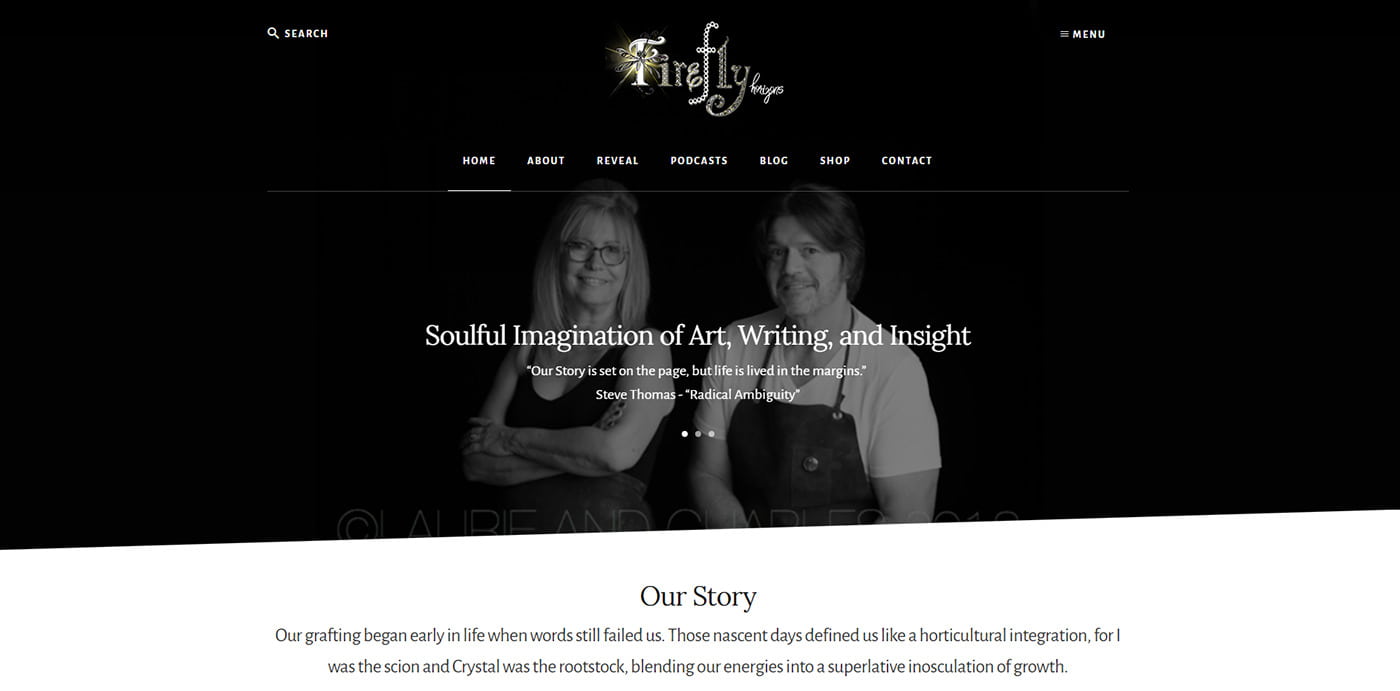 SEARCH
Firefly
horizons
MENU
HOME ABOUT REVEAL PODCASTS BLOG SHOP CONTACT
Soulful Imagination of Art, Writing, and Insight
“Our Story is set on the page, but life is lived in the margins.”
Steve Thomas - “Radical Ambiguity”
©LAURIE AND CHARLES 2018
Our Story
Our grafting began early in life when words still failed us. Those nascent days defined us like a horticultural integration, for I
was the scion and Crystal was the rootstock, blending our energies into a superlative inosculation of growth.